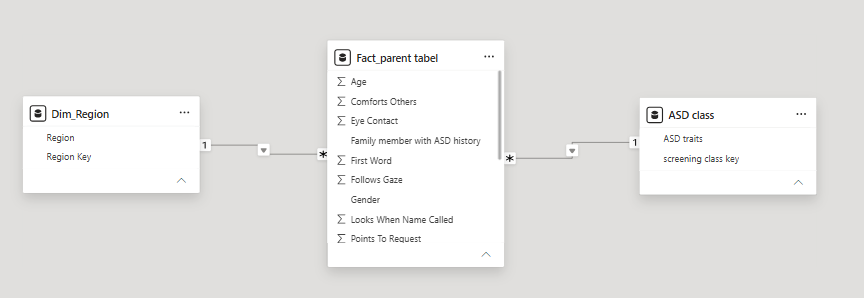 Dim_Region
Region
Region Key
1
*
Fact_parent tabel
Age
Comforts Others
Eye Contact
Family member with ASD history
First Word
Follows Gaze
Gender
Looks When Name Called
Points To Request
*
1
ASD class
ASD traits
screening class key